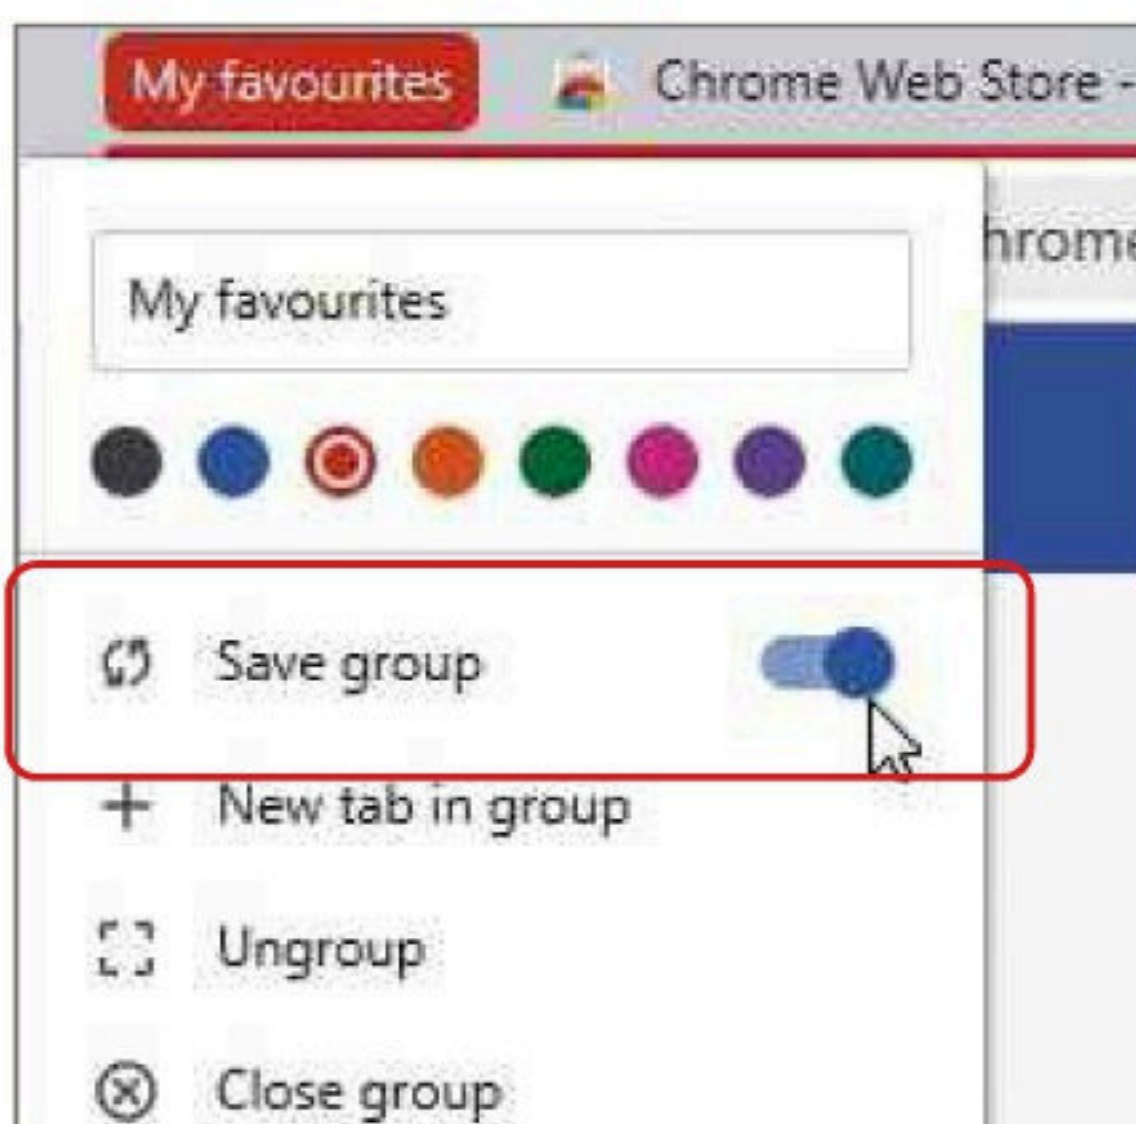 My favourites Chrome Web Store -
hrome
My favourites
Save group
New tab in group
Ungroup
Close group